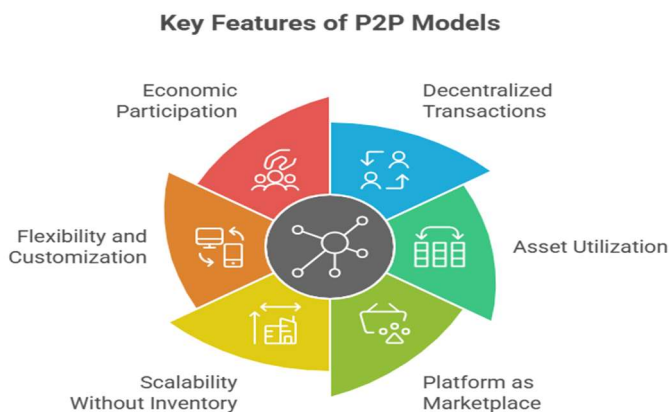 Key Features of P2P Models
Economic
Participation
Decentralized
Transactions
Flexibility and
Customization
Asset Utilization
Scalability
Without Inventory
Platform as
Marketplace